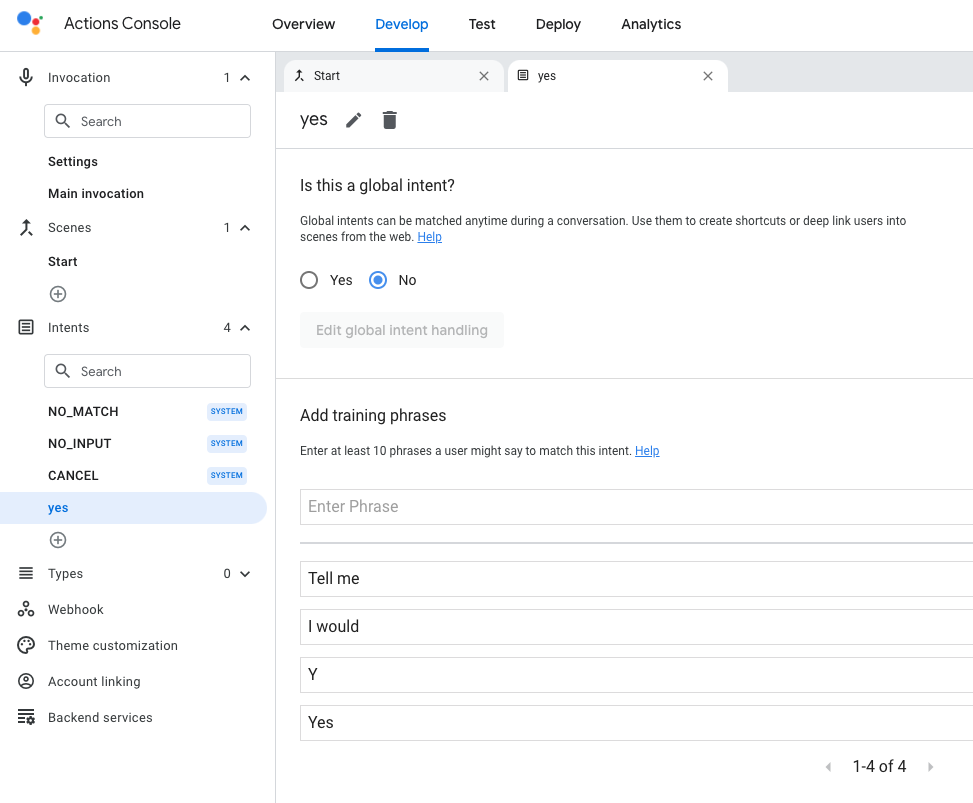 Actions Console
Overview
Develop
Test
Deploy
Analytics
Invocation 1
Search
Settings
Main invocation
Scenes 1
Start
Intents 4
Search
NO_MATCH SYSTEM
NO_INPUT SYSTEM
CANCEL SYSTEM
yes
Types 0
Webhook
Theme customization
Account linking
Backend services
Start
yes
yes
Is this a global intent?
Global intents can be matched anytime during a conversation. Use them to create shortcuts or deep link users into
scenes from the web. Help
Yes No
Edit global intent handling
Add training phrases
Enter at least 10 phrases a user might say to match this intent. Help
Enter Phrase
Tell me
I would
Y
Yes
1-4 of 4